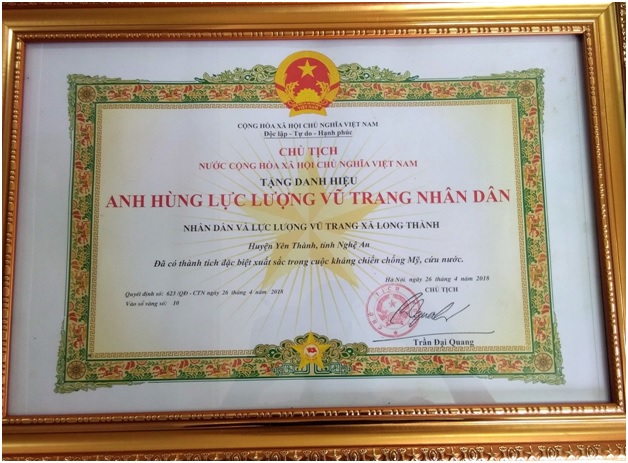 CỘNG HÒA XÃ HỘI CHỦ NGHĨA VIỆT NAM
Độc lập - Tự do - Hạnh phúc
CHỦ TỊCH
NƯỚC CỘNG HÒA XÃ HỘI CHỦ NGHĨA VIỆT NAM
TẶNG DANH HIỆU
ANH HÙNG LỰC LƯỢNG VŨ TRANG NHÂN DÂN
NHÂN DÂN VÀ LỰC LƯỢNG VŨ TRANG XÃ LONG THÀNH
Huyện Yên Thành, tỉnh Nghệ An
Đã có thành tích đặc biệt xuất sắc trong cuộc kháng chiến chống Mỹ, cứu nước.
Hà Nội, ngày 26 tháng 4 năm 2018
Quyết định số: 623 /QĐ - CTN ngày 26 tháng 4 năm 2018
CHỦ TỊCH
Vào sổ vàng số: 10
Trần Đại Quang